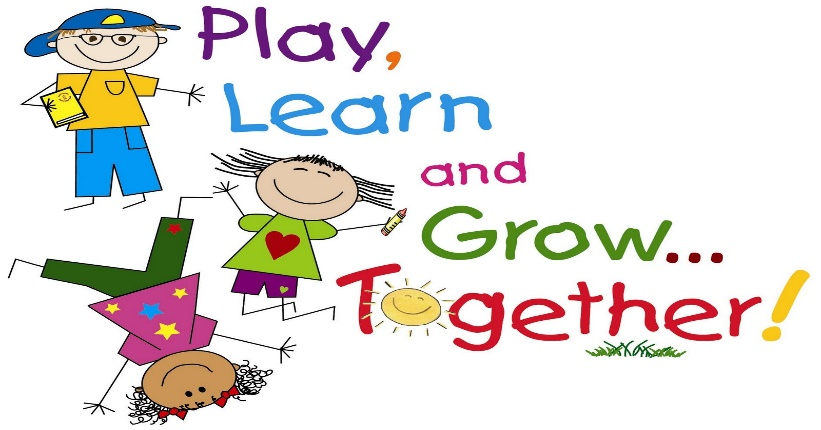 Play,
Learn
and
Grow...
Together!